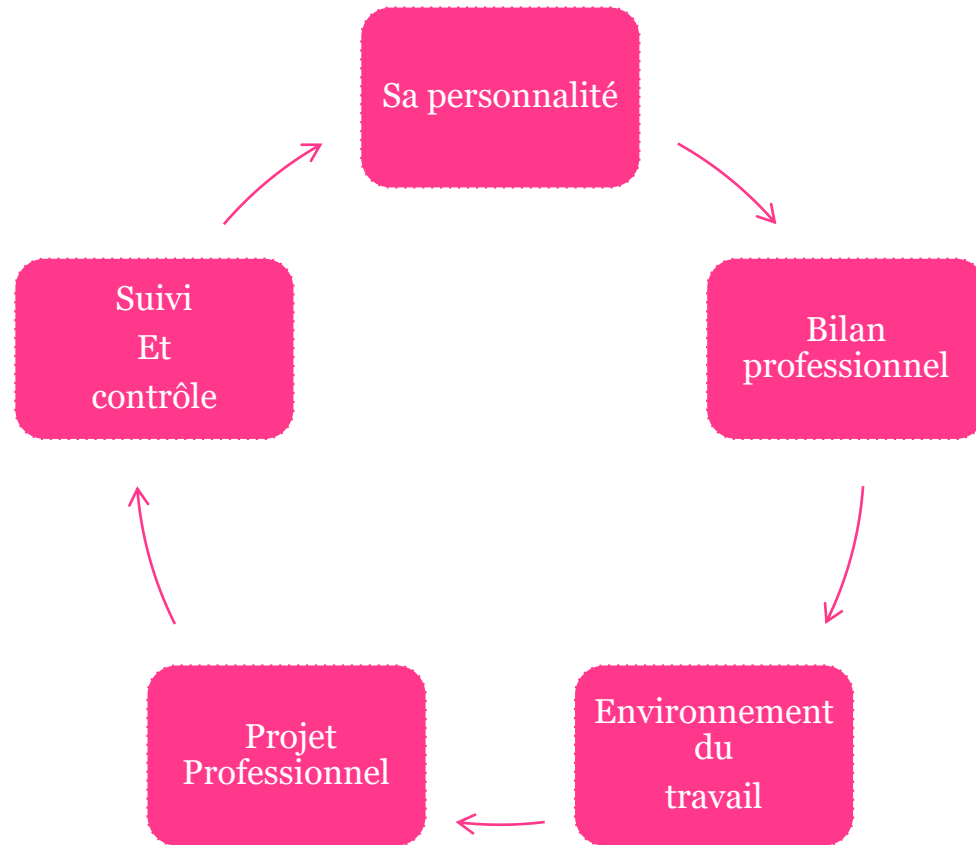 Sa personnalité
Bilan
professionnel
Environnement
du
travail
Projet
Professionnel
Suivi
Et
contrôle